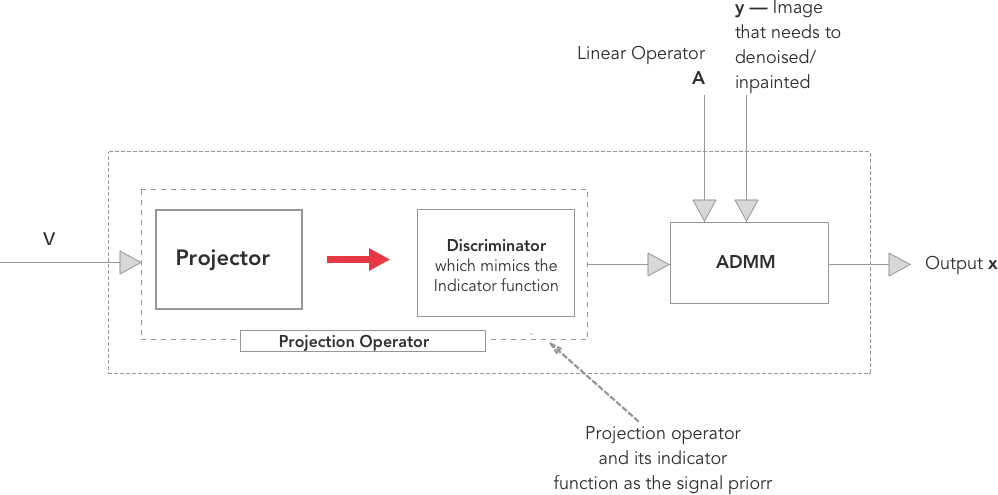 y — Image
that needs to
denoised/
inpainted
Linear Operator
A
V
Projector
Discriminator
which mimics the
Indicator function
ADMM
Output x
Projection Operator
Projection operator
and its indicator
function as the signal priorr